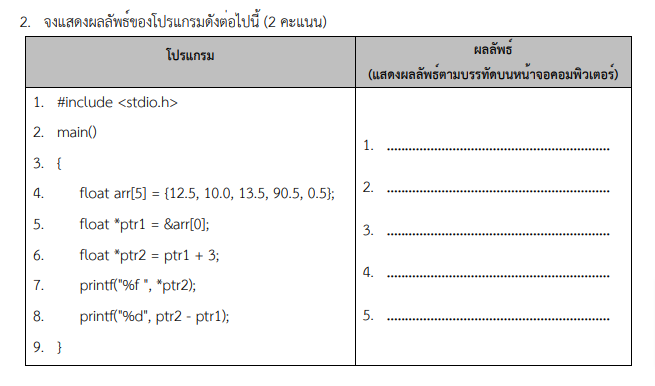 2. จงแสดงผลลัพธ์ของโปรแกรมดังต่อไปนี้ (2 คะแนน)
โปรแกรม
ผลลัพธ์
(แสดงผลลัพธ์ตามบรรทัดบนหน้าจอคอมพิวเตอร์)
1. #include <stdio.h>
2. main()
3. {
4. float arr[5] = {12.5, 10.0, 13.5, 90.5, 0.5};
5. float *ptr1 = &arr[0];
6. float *ptr2 = ptr1 + 3;
7. printf("%f ", *ptr2);
8. printf("%d", ptr2 - ptr1);
9. }
1. ..............................................................
2. ..............................................................
3. ..............................................................
4. ..............................................................
5. ..............................................................